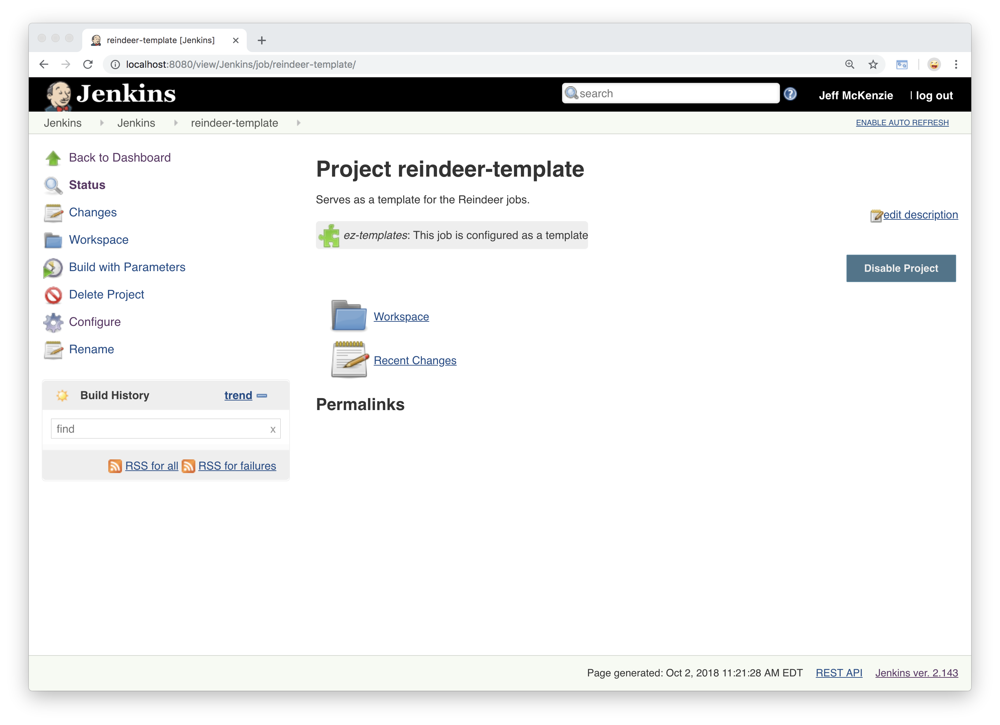 reindeer-template [Jenkins]
localhost:8080/view/Jenkins/job/reindeer-template/
Jenkins
search
Jeff McKenzie
| log out
Jenkins
Jenkins
reindeer-template
ENABLE AUTO REFRESH
Back to Dashboard
Status
Changes
Workspace
Build with Parameters
Delete Project
Configure
Rename
Build History
trend
find
x
RSS for all
RSS for failures
Project reindeer-template
Serves as a template for the Reindeer jobs.
edit description
ez-templates: This job is configured as a template
Disable Project
Workspace
Recent Changes
Permalinks
Page generated: Oct 2, 2018 11:21:28 AM EDT
REST API
Jenkins ver. 2.143